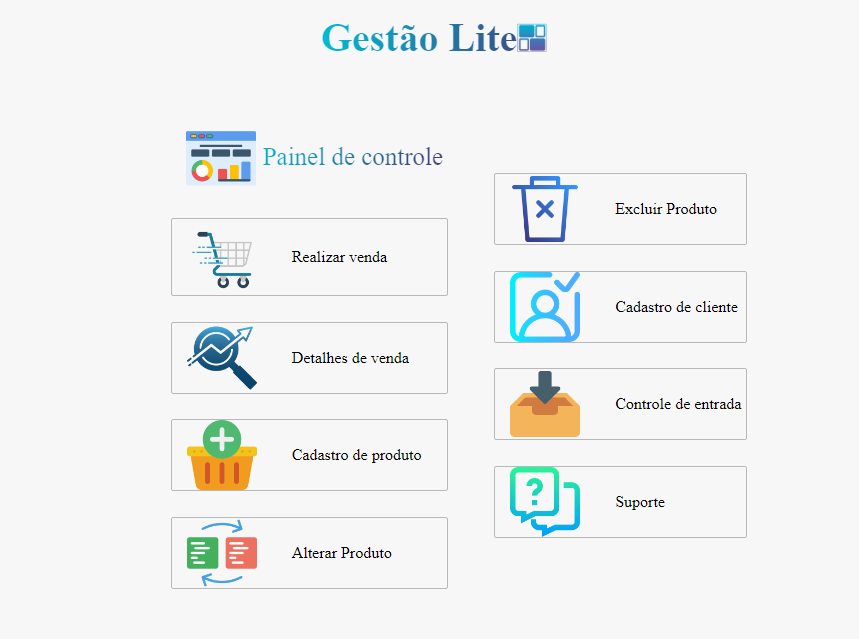 Gestão Lite
Painel de controle
Realizar venda
Detalhes de venda
Cadastro de produto
Alterar Produto
Excluir Produto
Cadastro de cliente
Controle de entrada
?
Suporte